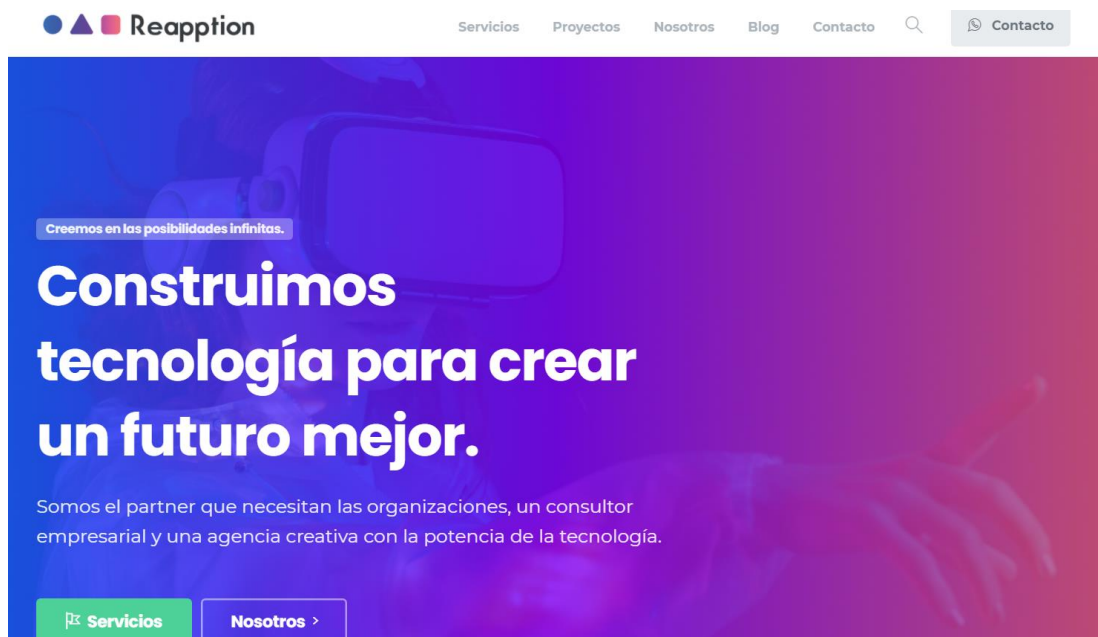 Reapption
Servicios Proyectos Nosotros Blog Contacto Contacto
Creemos en las posibilidades infinitas.
Construimos
tecnología para crear
un futuro mejor.
Somos el partner que necesitan las organizaciones, un consultor
empresarial y una agencia creativa con la potencia de la tecnología.
Servicios Nosotros >